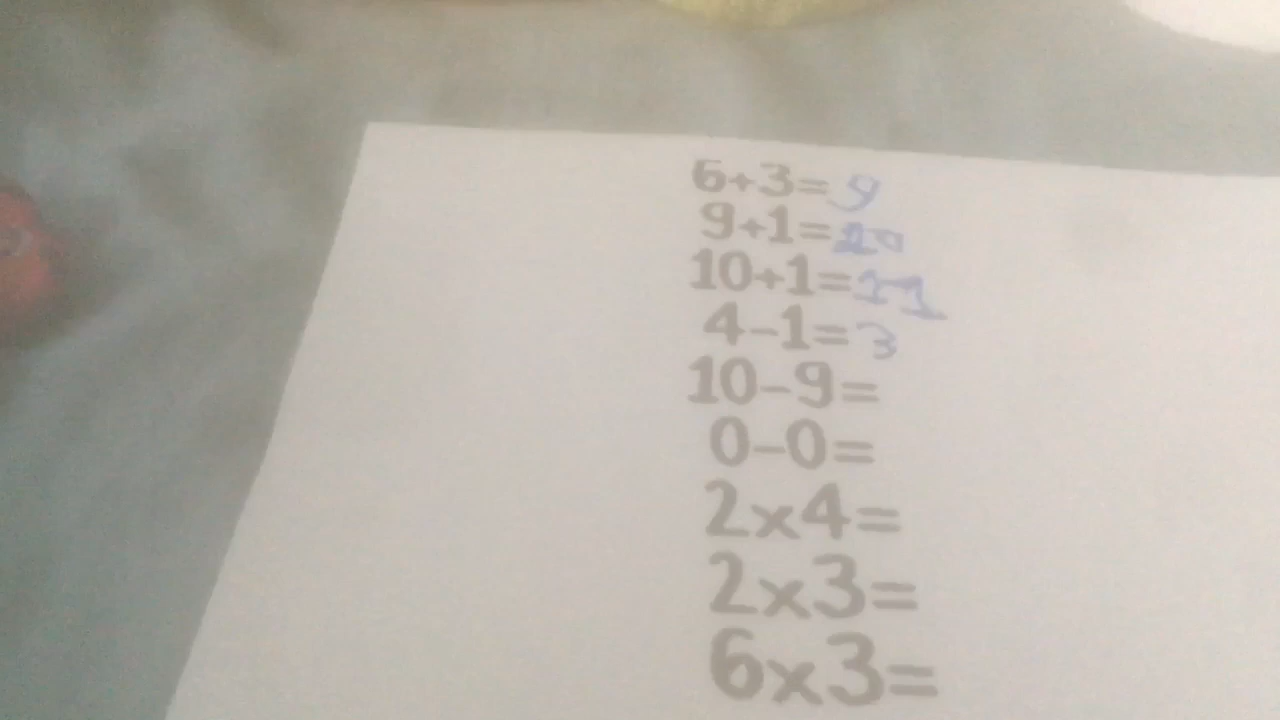 6+3=9
9+1=10
10+1=11
4-1=3
10-9=
0-0=
2x4=
2x3=
6x3=